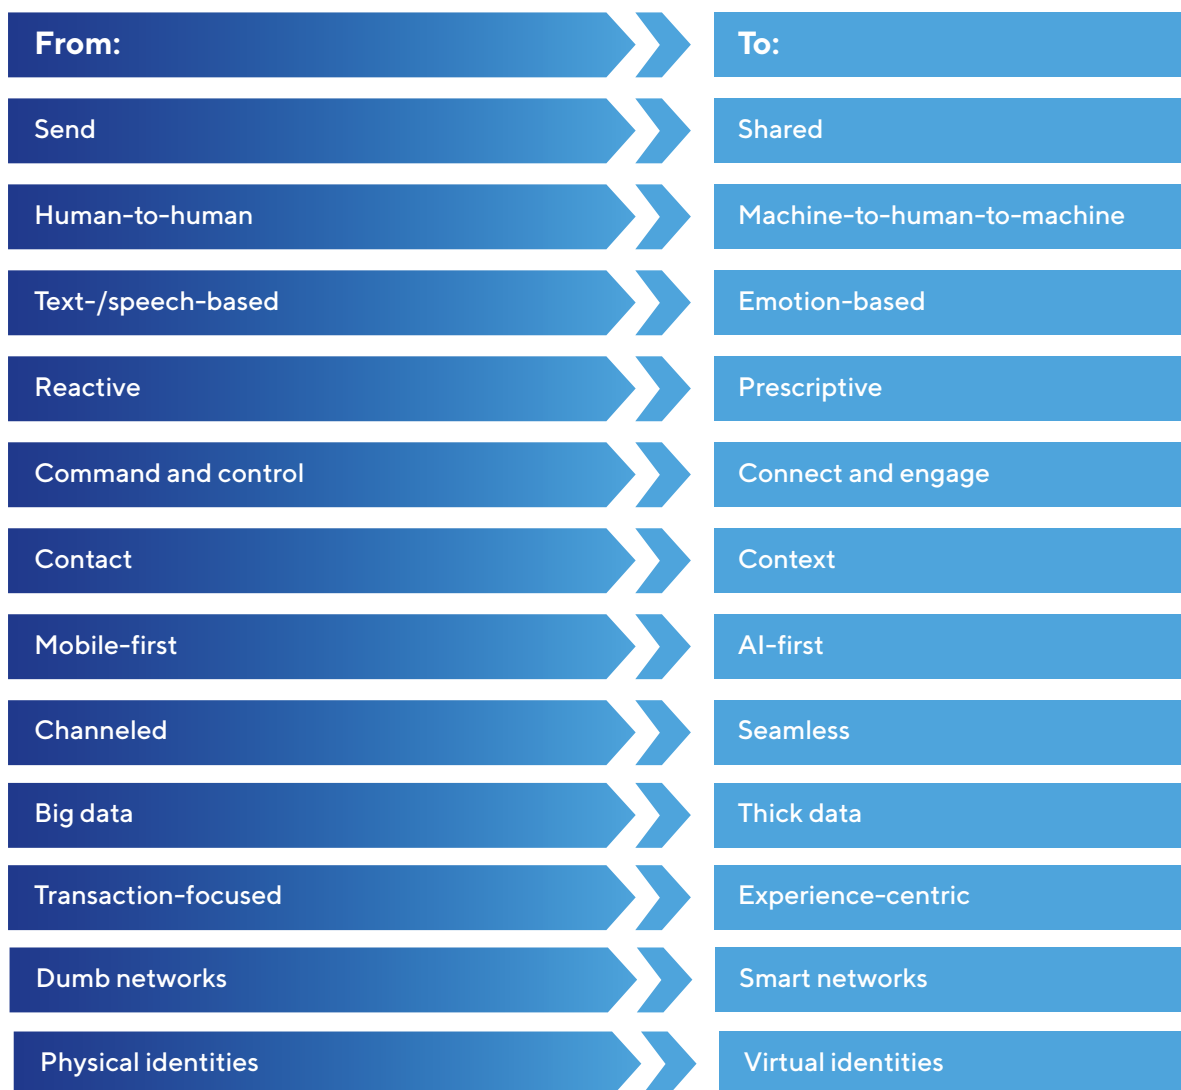 From:
To:
Send
Shared
Human-to-human
Machine-to-human-to-machine
Text-/speech-based
Emotion-based
Reactive
Prescriptive
Command and control
Connect and engage
Contact
Context
Mobile-first
AI-first
Channeled
Seamless
Big data
Thick data
Transaction-focused
Experience-centric
Dumb networks
Smart networks
Physical identities
Virtual identities